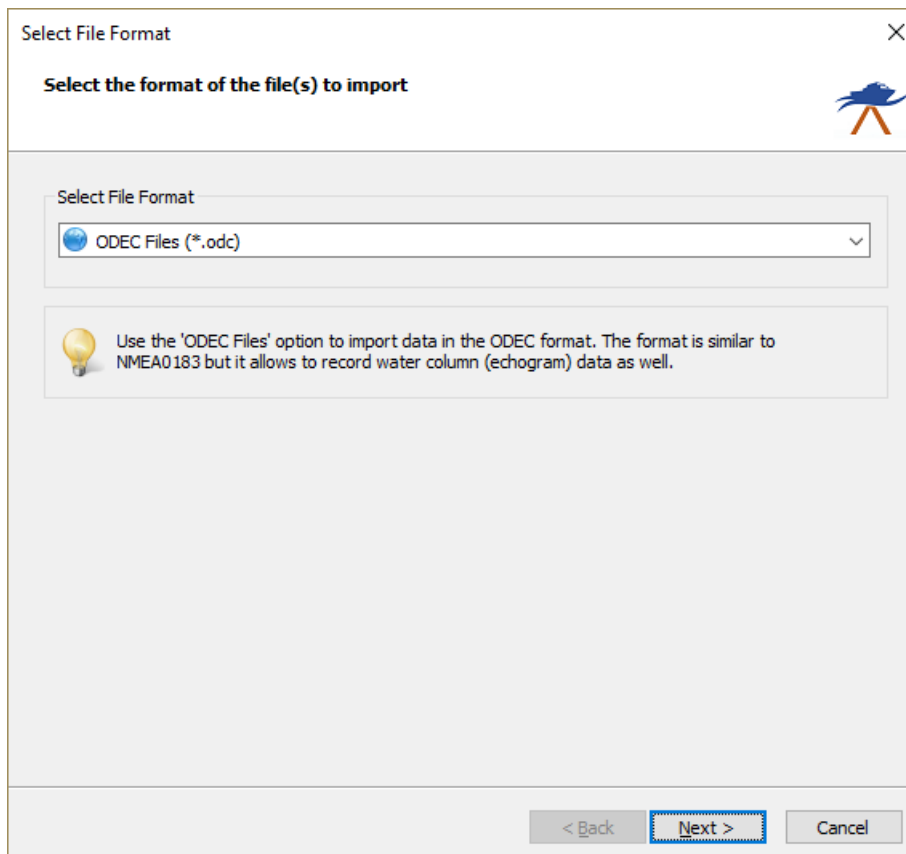 Select File Format
Select the format of the file(s) to import
Select File Format
ODEC Files (*.odc)
Use the 'ODEC Files' option to import data in the ODEC format. The format is similar to
NMEA0183 but it allows to record water column (echogram) data as well.
< Back
Next >
Cancel